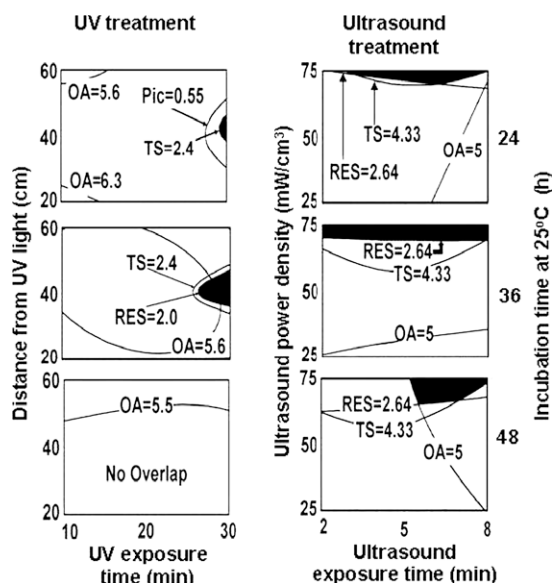 UV treatment
Ultrasound
treatment
60
40
20
OA=5.6
Pic=0.55
TS=2.4
OA=6.3
75
50
25
TS=4.33
RES=2.64
OA=5
24
60
40
20
TS=2.4
RES=2.0
OA=5.6
75
50
25
RES=2.64
TS=4.33
OA=5
36
60
40
20
OA=5.5
No Overlap
75
50
25
RES=2.64
TS=4.33
OA=5
48
10
20
30
2
5
8
UV exposure
time (min)
Ultrasound
exposure time (min)
Distance from UV light (cm)
Ultrasound power density (mW/cm³)
Incubation time at 25⁰C (h)